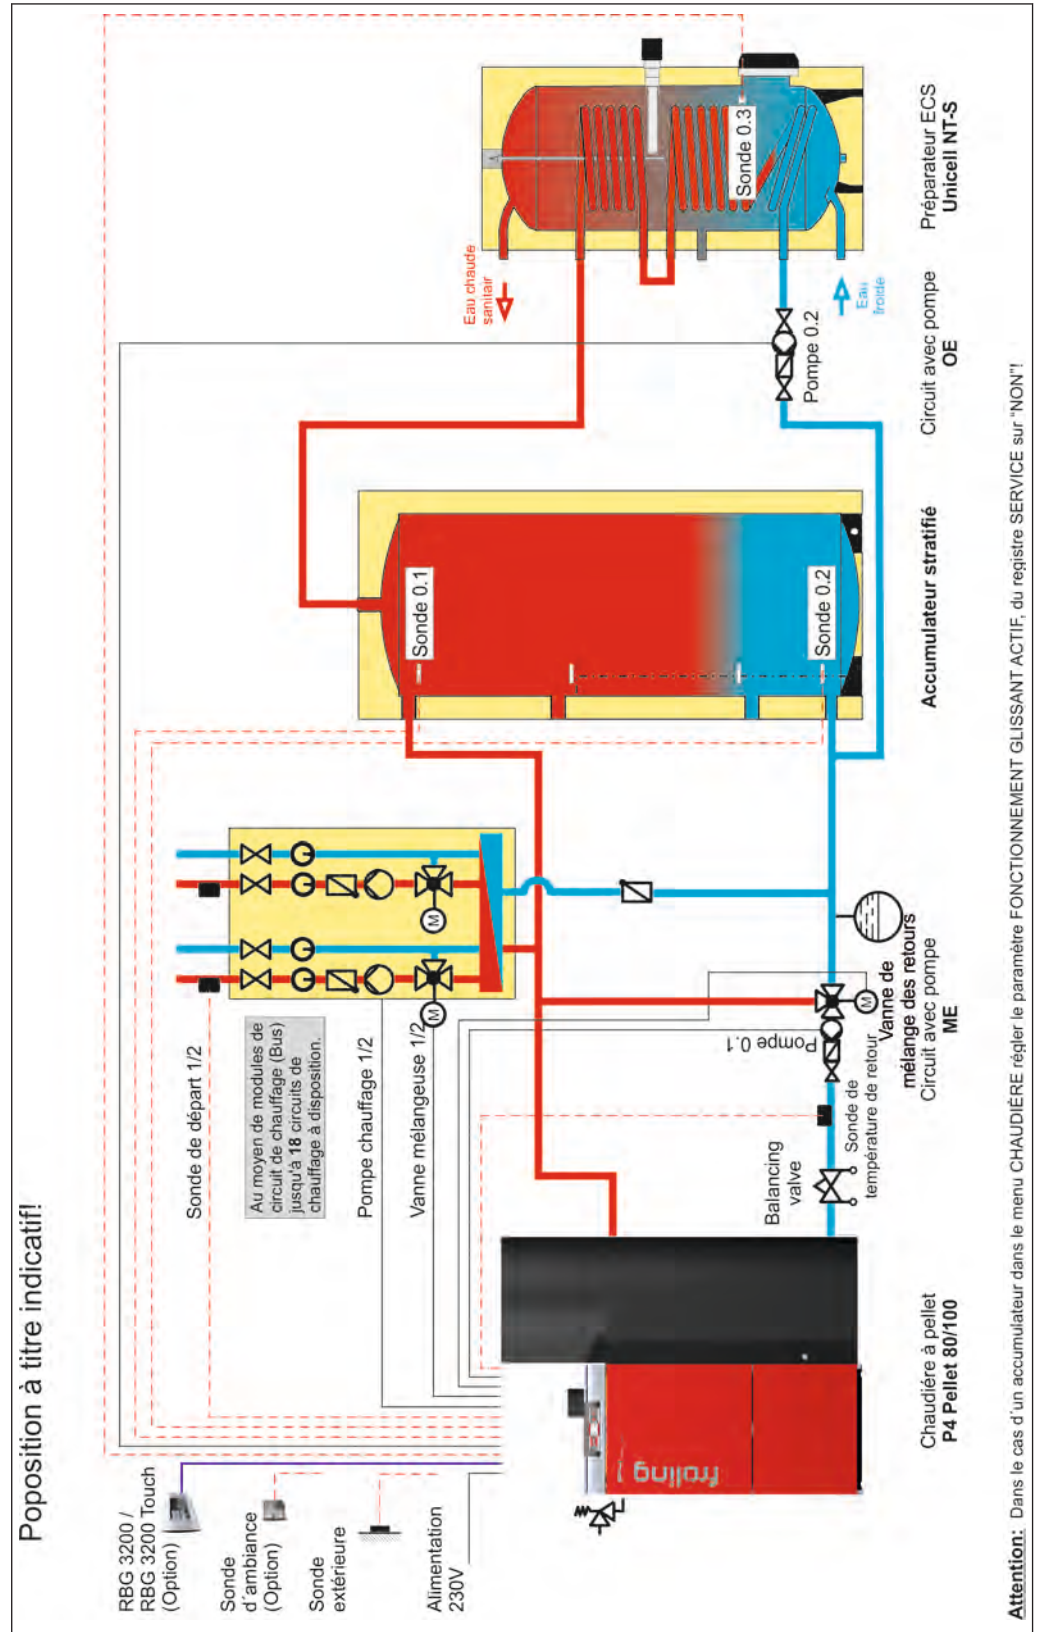 Poposition à titre indicatif!
RBG 3200 /
RBG 3200 Touch
(Option)
Sonde
d´ambiance
(Option)
Sonde
extérieure
Alimentation
230V
Sonde de départ 1/2
Au moyen de modules de
circuit de chauffage (Bus)
jusqu'à 18 circuits de
chauffage à disposition.
Pompe chauffage 1/2
Vanne mélangeuse 1/2
M
M
Eau chaude
sanitair
Eau
froide
Sonde 0.1
Sonde 0.2
Sonde 0.3
Pompe 0.2
Pompe 0.1
M
Balancing
valve
Sonde de
température de retour
Vanne de
mélange des retours
Circuit avec pompe
ME
froling
Chaudière à pellet
P4 Pellet 80/100
Accumulateur stratifié
Circuit avec pompe
OE
Préparateur ECS
Unicell NT-S
Attention: Dans le cas d´un accumulateur dans le menu CHAUDIÈRE régler le paramètre FONCTIONNEMENT GLISSANT ACTIF, du registre SERVICE sur "NON"!